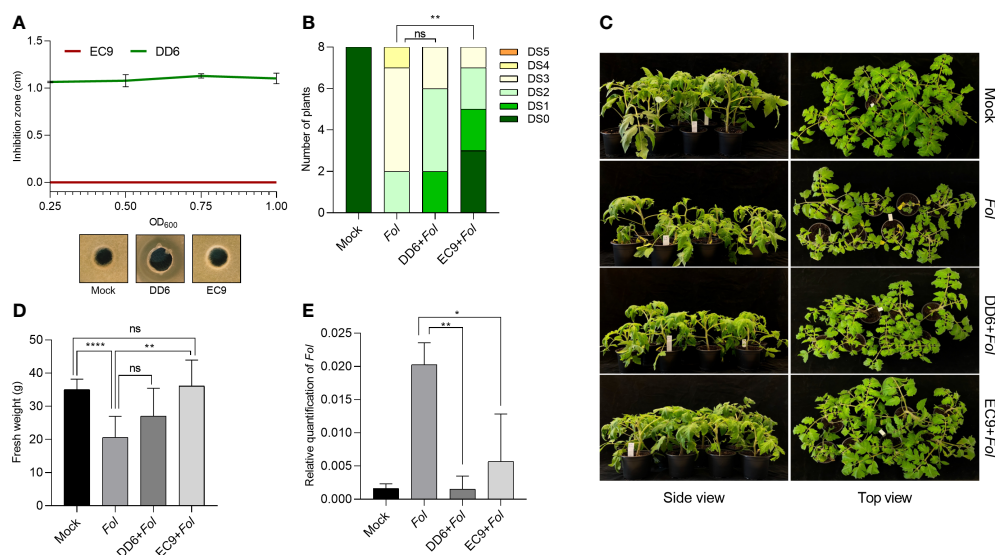 A
EC9
DD6
1.5
1.0
0.5
0.0
Inhibition zone (cm)
0.25
0.50
0.75
1.00
OD600
Mock
DD6
EC9
B
**
ns
8
6
4
2
0
Number of plants
DS5
DS4
DS3
DS2
DS1
DS0
Mock
Fol
DD6+Fol
EC9+Fol
C
Mock
Fol
DD6+Fol
EC9+Fol
Side view
Top view
D
ns
****
**
ns
50
40
30
20
10
0
Fresh weight (g)
Mock
Fol
DD6+Fol
EC9+Fol
E
*
**
0.025
0.020
0.015
0.010
0.005
0.000
Relative quantification of Fol
Mock
Fol
DD6+Fol
EC9+Fol